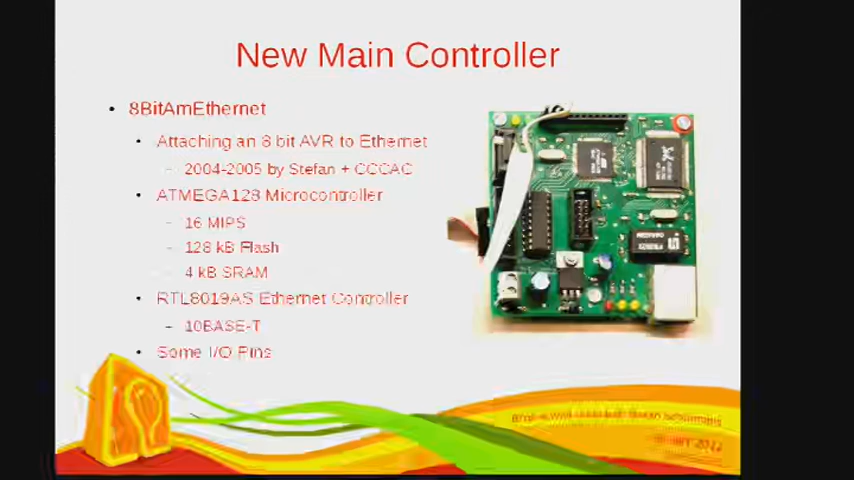 New Main Controller
8BitAmEthernet
Attaching an 8 bit AVR to Ethernet
2004-2005 by Stefan + CCCAC
ATMEGA128 Microcontroller
16 MIPS
128 kB Flash
4 kB SRAM
RTL8019AS Ethernet Controller
10BASE-T
Some I/O Pins